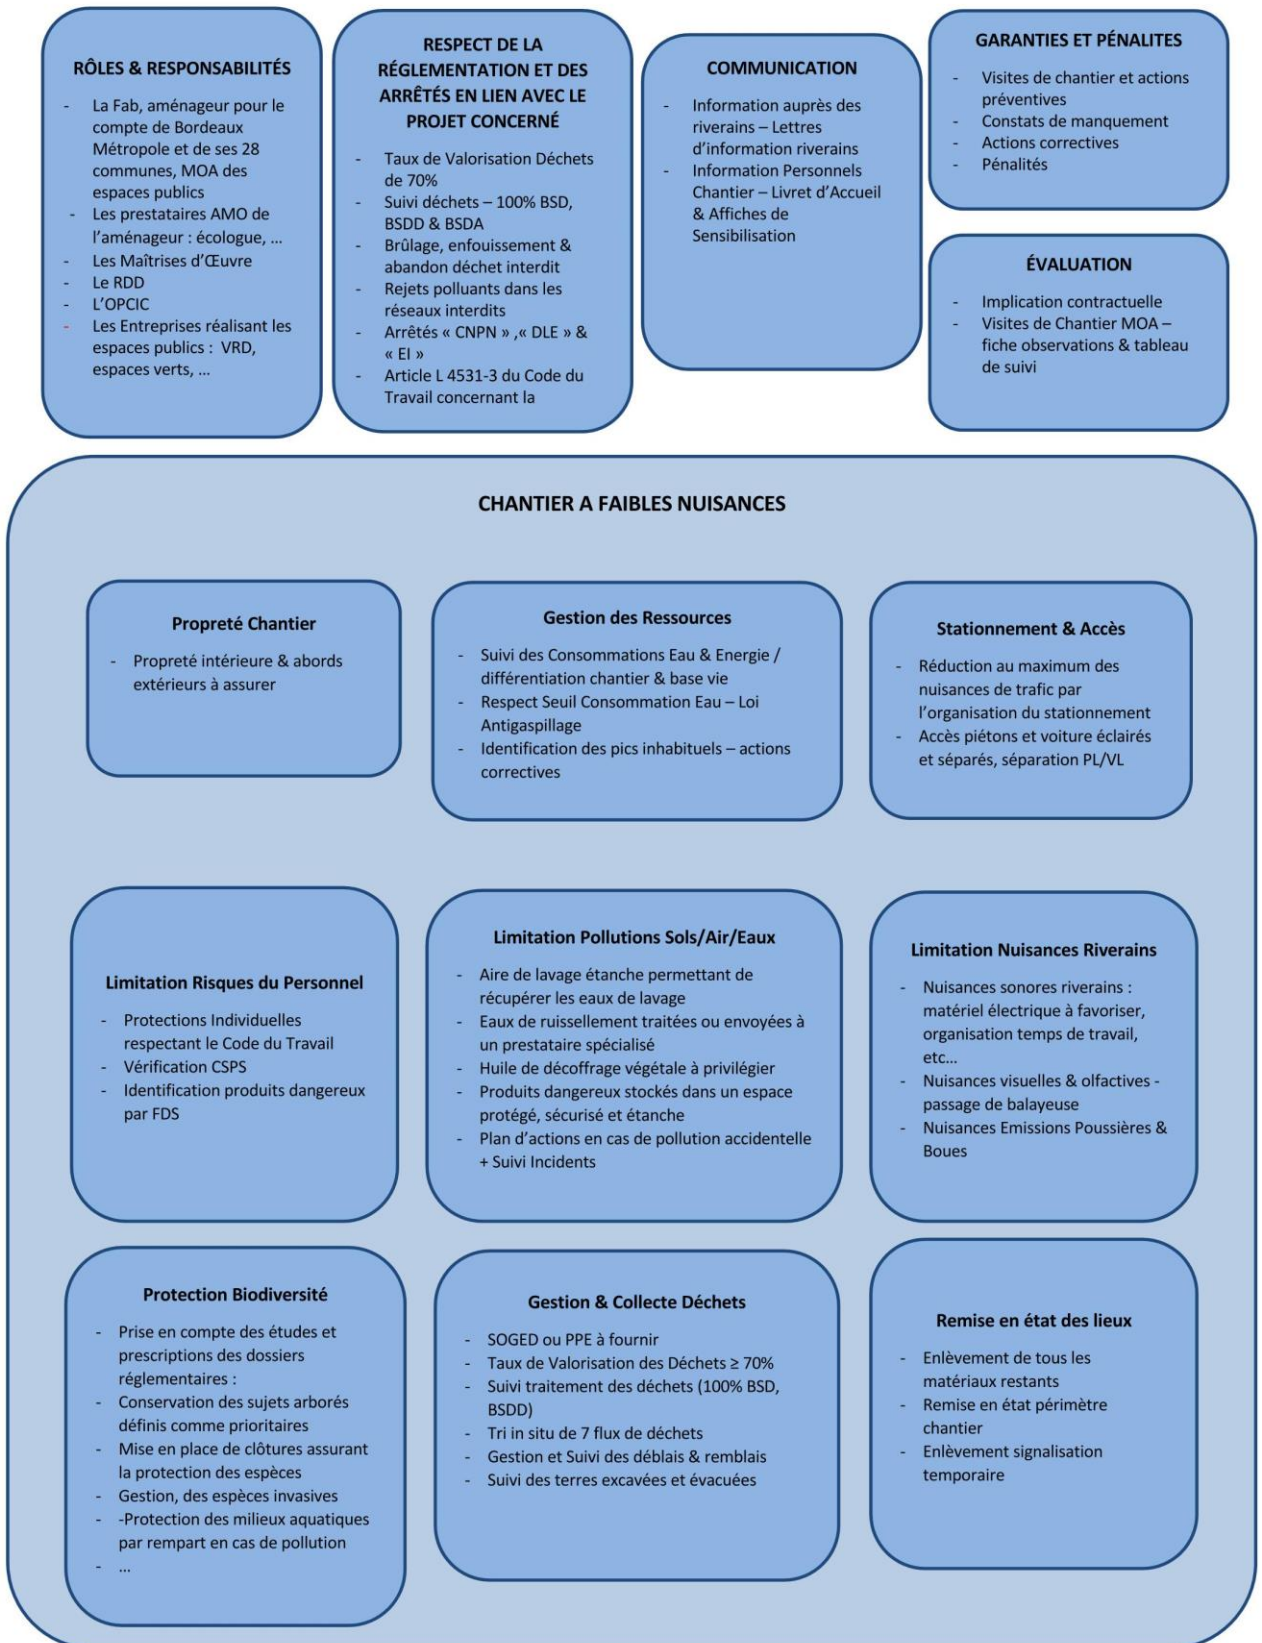 RÔLES & RESPONSABILITÉS
- La Fab, aménageur pour le
compte de Bordeaux
Métropole et de ses 28
communes, MOA des
espaces publics
- Les prestataires AMO de
l’aménageur : écologue, …
- Les Maîtrises d’Œuvre
- Le RDD
- L’OPCIC
- Les Entreprises réalisant les
espaces publics : VRD,
espaces verts, …
RESPECT DE LA
RÉGLEMENTATION ET DES
ARRÊTÉS EN LIEN AVEC LE
PROJET CONCERNÉ
- Taux de Valorisation Déchets
de 70%
- Suivi déchets – 100% BSD,
BSDD & BSDA
- Brûlage, enfouissement &
abandon déchet interdit
- Rejets polluants dans les
réseaux interdits
- Arrêtés « CNPN » ,« DLE » &
« EI »
- Article L 4531-3 du Code du
Travail concernant la
COMMUNICATION
- Information auprès des
riverains – Lettres
d’information riverains
- Information Personnels
Chantier – Livret d’Accueil
& Affiches de
Sensibilisation
GARANTIES ET PÉNALITES
- Visites de chantier et actions
préventives
- Constats de manquement
- Actions correctives
- Pénalités
ÉVALUATION
- Implication contractuelle
- Visites de Chantier MOA –
fiche observations & tableau
de suivi
CHANTIER A FAIBLES NUISANCES
Propreté Chantier
- Propreté intérieure & abords
extérieurs à assurer
Gestion des Ressources
- Suivi des Consommations Eau & Energie /
différentiation chantier & base vie
- Respect Seuil Consommation Eau – Loi
Antigaspillage
- Identification des pics inhabituels – actions
correctives
Stationnement & Accès
- Réduction au maximum des
nuisances de trafic par
l’organisation du stationnement
- Accès piétons et voiture éclairés
et séparés, séparation PL/VL
Limitation Risques du Personnel
- Protections Individuelles
respectant le Code du Travail
- Vérification CSPS
- Identification produits dangereux
par FDS
Limitation Pollutions Sols/Air/Eaux
- Aire de lavage étanche permettant de
récupérer les eaux de lavage
- Eaux de ruissellement traitées ou envoyées à
un prestataire spécialisé
- Huile de décoffrage végétale à privilégier
- Produits dangereux stockés dans un espace
protégé, sécurisé et étanche
- Plan d’actions en cas de pollution accidentelle
+ Suivi Incidents
Limitation Nuisances Riverains
- Nuisances sonores riverains :
matériel électrique à favoriser,
organisation temps de travail,
etc…
- Nuisances visuelles & olfactives -
passage de balayeuse
- Nuisances Emissions Poussières &
Boues
Protection Biodiversité
- Prise en compte des études et
prescriptions des dossiers
réglementaires :
- Conservation des sujets arborés
définis comme prioritaires
- Mise en place de clôtures assurant
la protection des espèces
- Gestion, des espèces invasives
- -Protection des milieux aquatiques
par rempart en cas de pollution
- …
Gestion & Collecte Déchets
- SOGED ou PPE à fournir
- Taux de Valorisation des Déchets ≥ 70%
- Suivi traitement des déchets (100% BSD,
BSDD)
- Tri in situ de 7 flux de déchets
- Gestion et Suivi des déblais & remblais
- Suivi des terres excavées et évacuées
Remise en état des lieux
- Enlèvement de tous les
matériaux restants
- Remise en état périmètre
chantier
- Enlèvement signalisation
temporaire